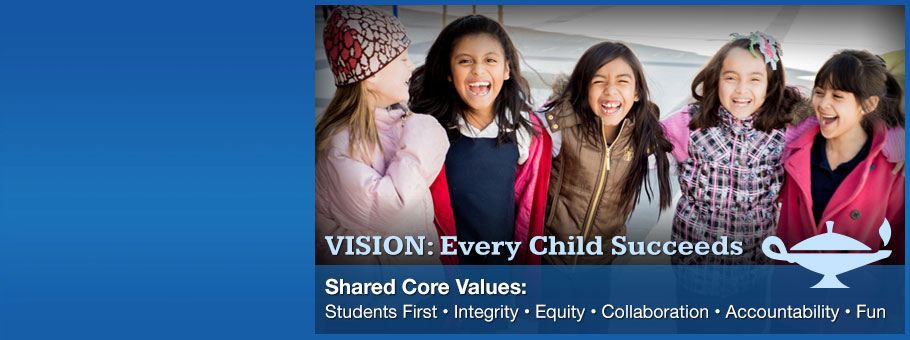 VISION: Every Child Succeeds
Shared Core Values:
Students First • Integrity • Equity • Collaboration • Accountability • Fun